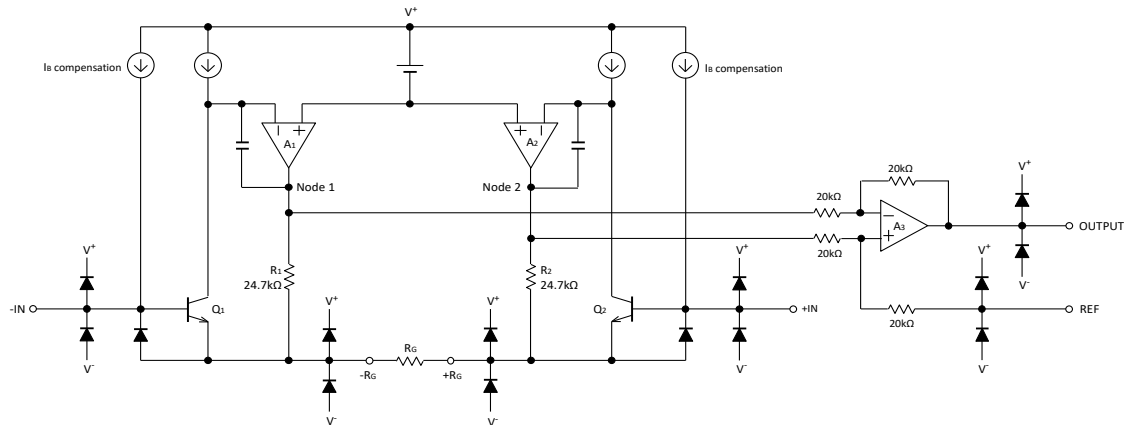 V+
IB compensation
IB compensation
A1
A2
Node 1
Node 2
20kΩ
20kΩ
A3
20kΩ
V+
V-
OUTPUT
R1
24.7kΩ
R2
24.7kΩ
V+
V-
-IN
Q1
Q2
V+
V-
+IN
20kΩ
V+
V-
REF
V+
V-
-RG
RG
+RG
V+
V-